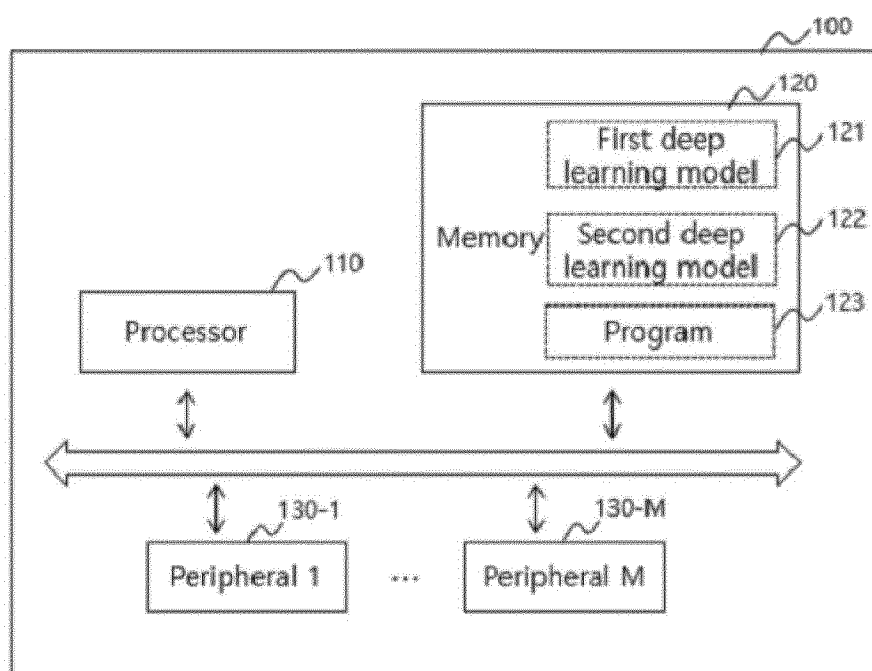 100
120
First deep
learning model
121
Memory
Second deep
learning model
122
110
Processor
Program
123
130-1
130-M
Peripheral 1
...
Peripheral M